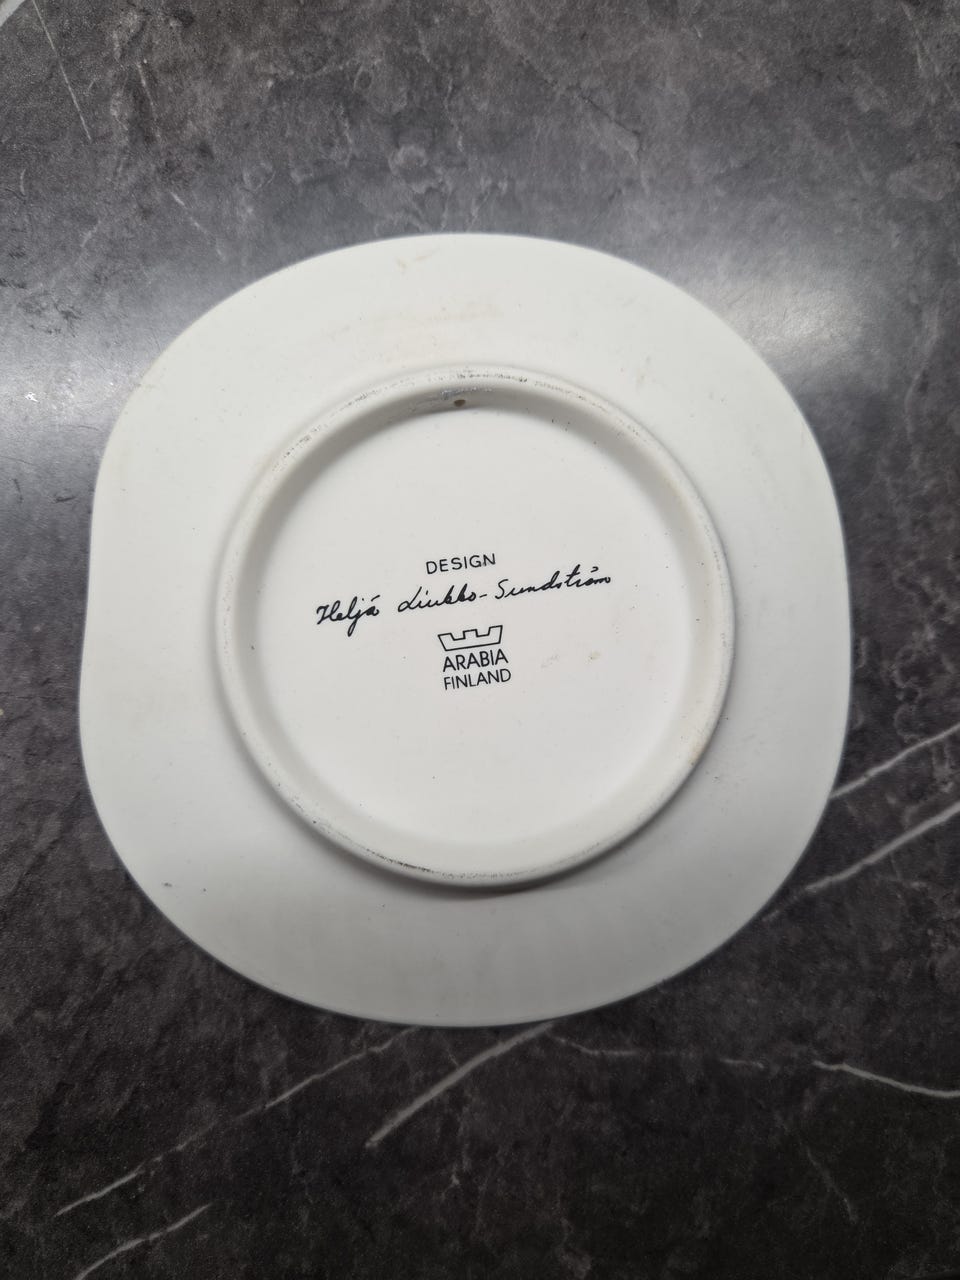 DESIGN
Heljä Liukko-Sundström
ARABIA
FINLAND